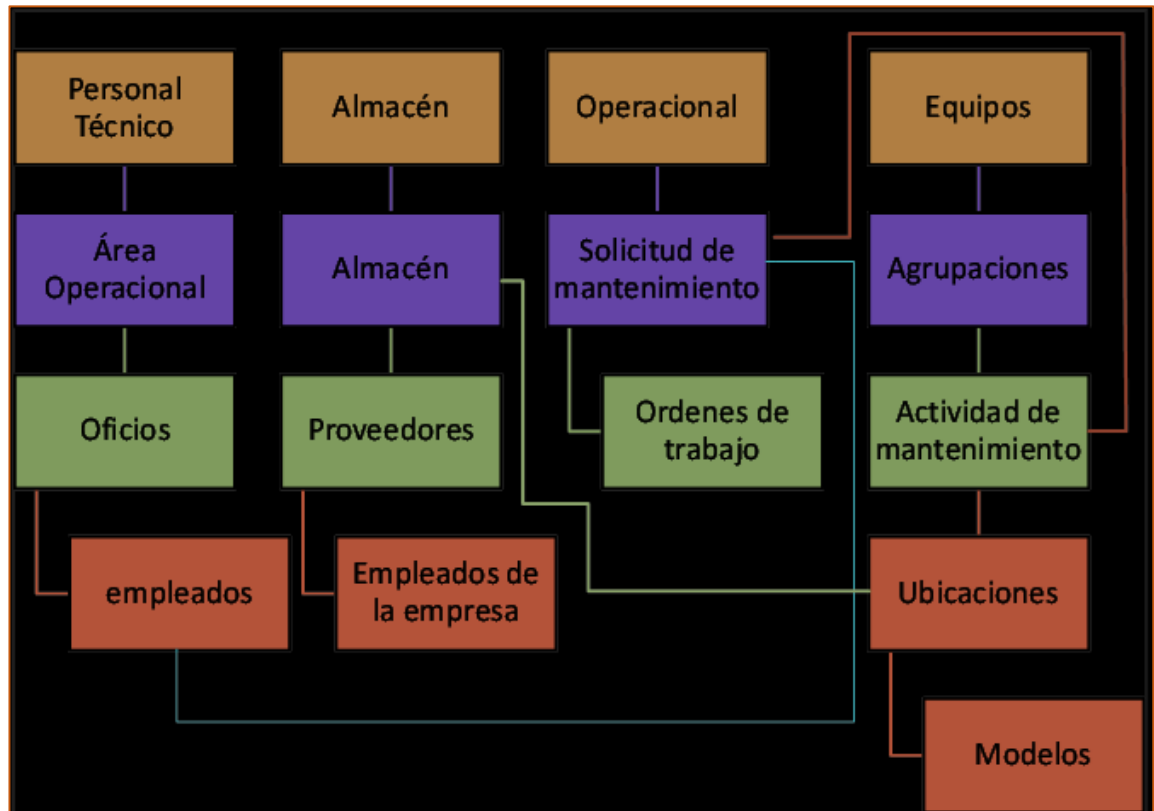 Personal
Técnico
Almacén
Operacional
Equipos
Área
Operacional
Almacén
Solicitud de
mantenimiento
Agrupaciones
Oficios
Proveedores
Ordenes de
trabajo
Actividad de
mantenimiento
empleados
Empleados de
la empresa
Ubicaciones
Modelos